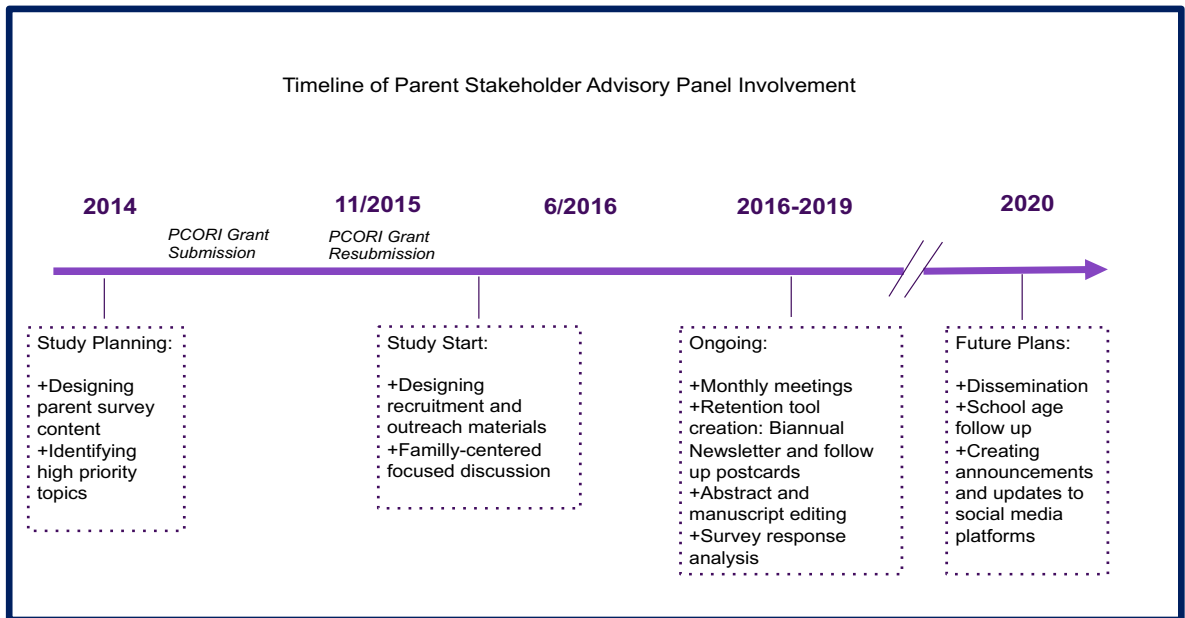 Timeline of Parent Stakeholder Advisory Panel Involvement
2014
11/2015
6/2016
2016-2019
2020
PCORI Grant
Submission
PCORI Grant
Resubmission
Study Planning:
+Designing
parent survey
content
+Identifying
high priority
topics
Study Start:
+Designing
recruitment and
outreach materials
+Familly-centered
focused discussion
Ongoing:
+Monthly meetings
+Retention tool
creation: Biannual
Newsletter and follow
up postcards
+Abstract and
manuscript editing
+Survey response
analysis
Future Plans:
+Dissemination
+School age
follow up
+Creating
announcements
and updates to
social media
platforms